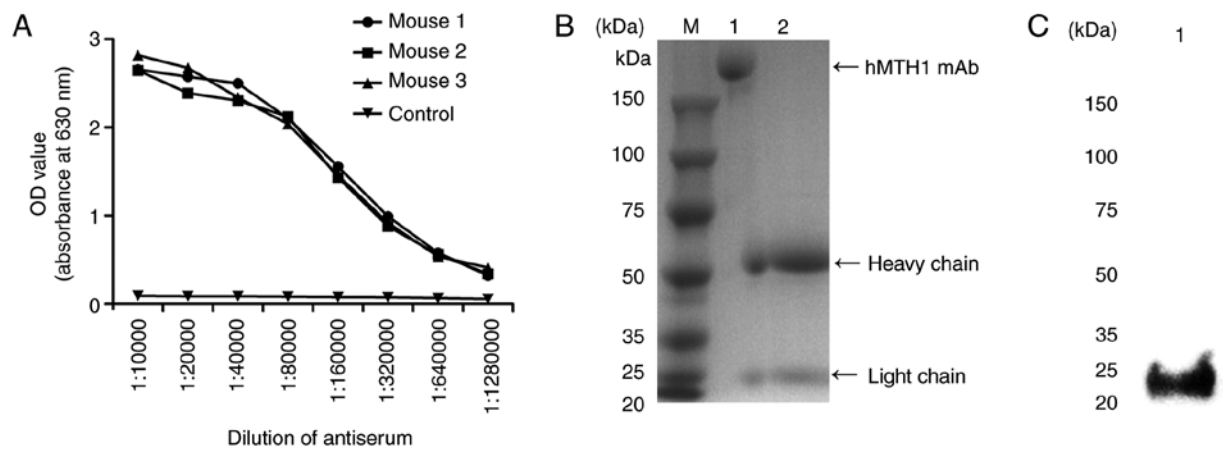 A
3
2
1
0
OD value
(absorbance at 630 nm)
Mouse 1
Mouse 2
Mouse 3
Control
1:10000
1:20000
1:40000
1:80000
1:160000
1:320000
1:640000
1:1280000
Dilution of antiserum
B (kDa) M 1 2
kDa
150
100
75
50
35
25
20
← hMTH1 mAb
← Heavy chain
← Light chain
C (kDa) 1
150
100
75
50
35
25
20